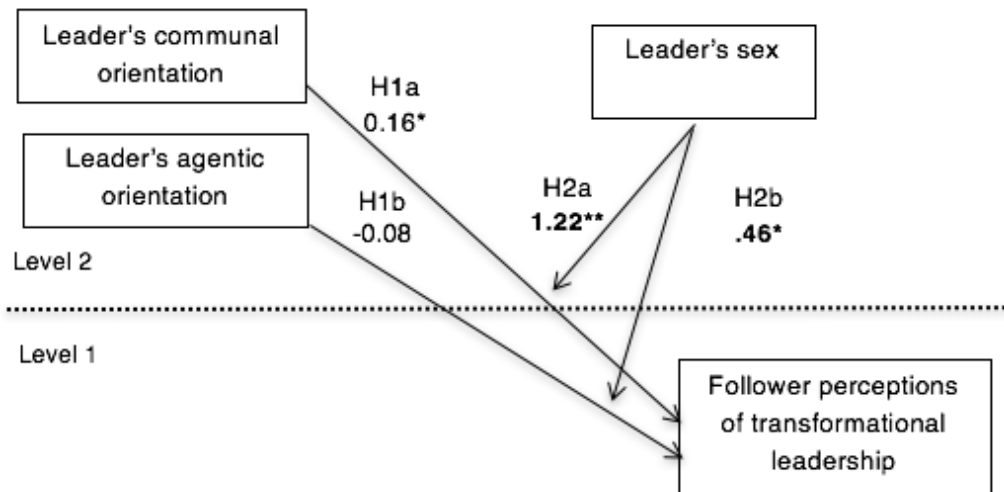 Leader's communal
orientation
Leader's sex
H1a
0.16*
Leader's agentic
orientation
H1b
-0.08
H2a
1.22**
H2b
.46*
Level 2
Level 1
Follower perceptions
of transformational
leadership